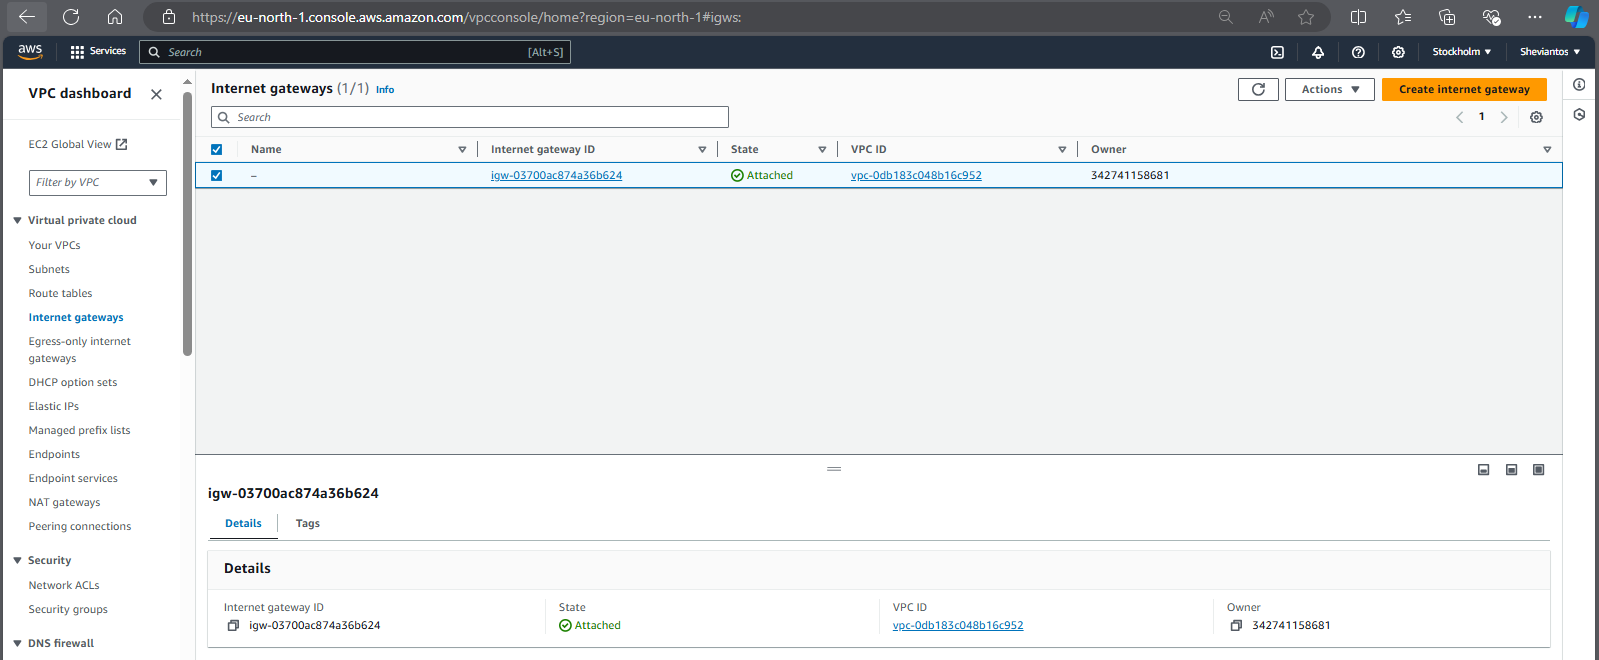 https://eu-north-1.console.aws.amazon.com/vpcconsole/home?region=eu-north-1#igws:
aws Services Search [Alt+S] Stockholm Sheviantos
VPC dashboard
EC2 Global View
Filter by VPC
Virtual private cloud
Your VPCs
Subnets
Route tables
Internet gateways
Egress-only internet
gateways
DHCP option sets
Elastic IPs
Managed prefix lists
Endpoints
Endpoint services
NAT gateways
Peering connections
Security
Network ACLs
Security groups
DNS firewall
Internet gateways (1/1) Info
Actions
Create internet gateway
Search
1
Name Internet gateway ID State VPC ID Owner
– igw-03700ac874a36b624 Attached vpc-0db183c048b16c952 342741158681
igw-03700ac874a36b624
Details Tags
Details
Internet gateway ID State VPC ID Owner
igw-03700ac874a36b624 Attached vpc-0db183c048b16c952 342741158681